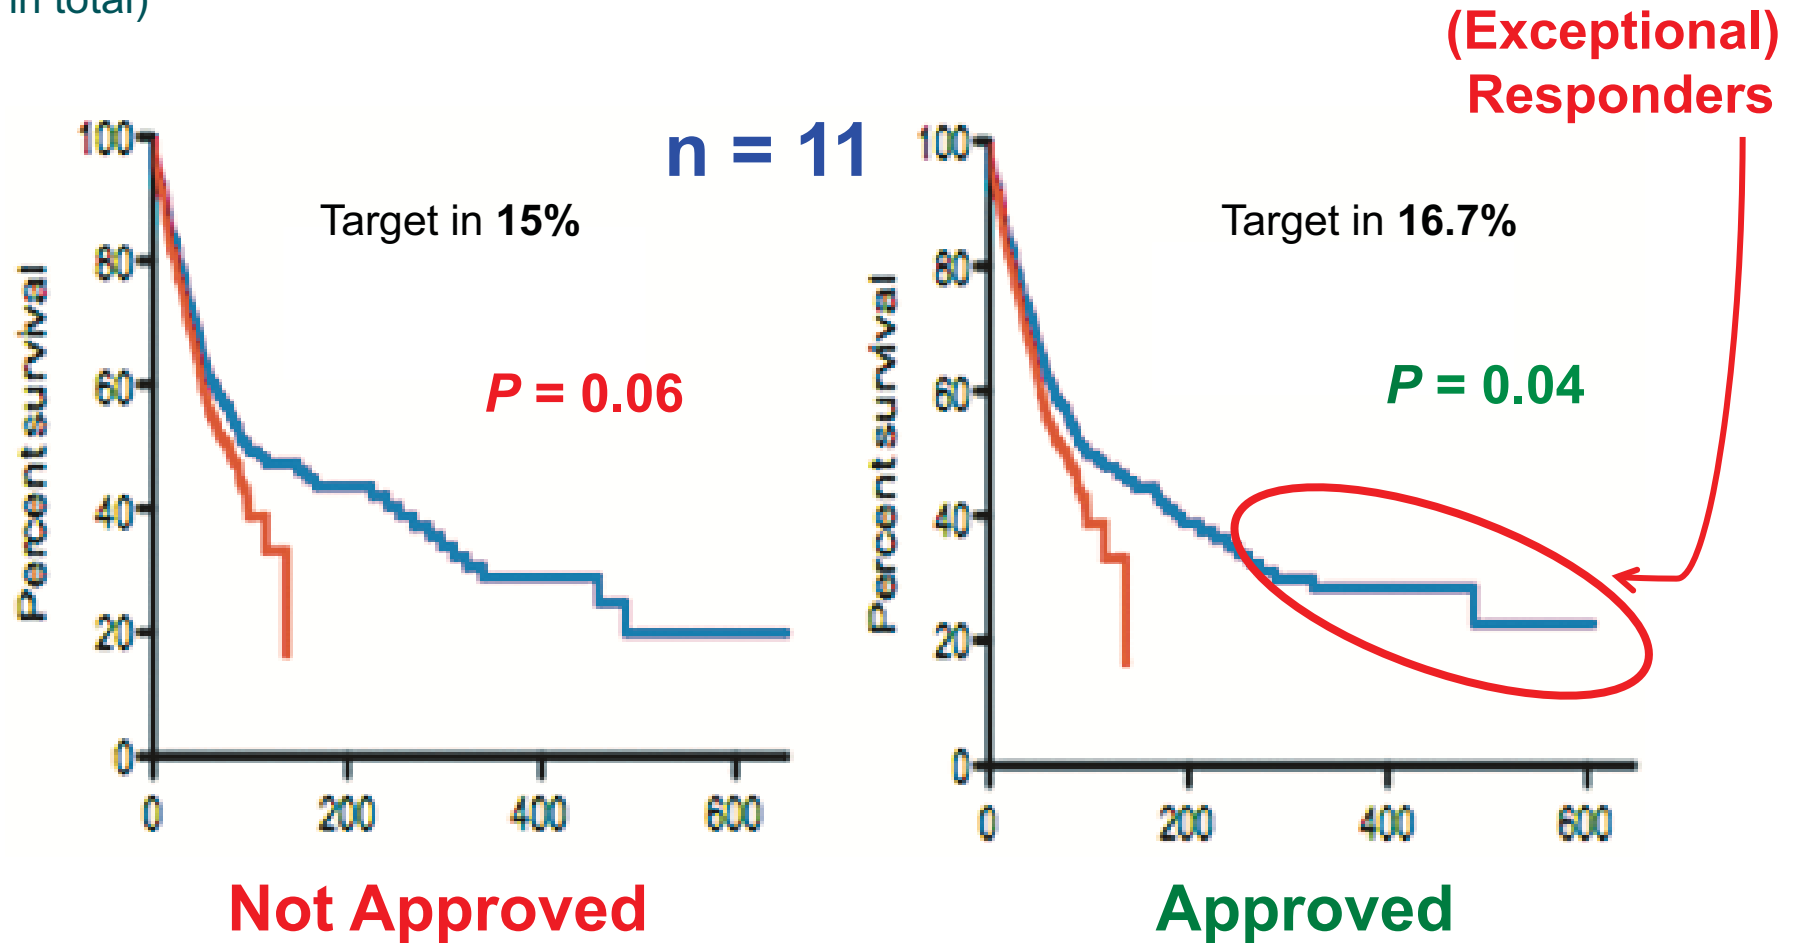 in total)
(Exceptional)
Responders
n = 11
Target in 15%
P = 0.06
Percent survival
100
80
60
40
20
0
0 200 400 600
Not Approved
Target in 16.7%
P = 0.04
Percent survival
100
80
60
40
20
0
0 200 400 600
Approved